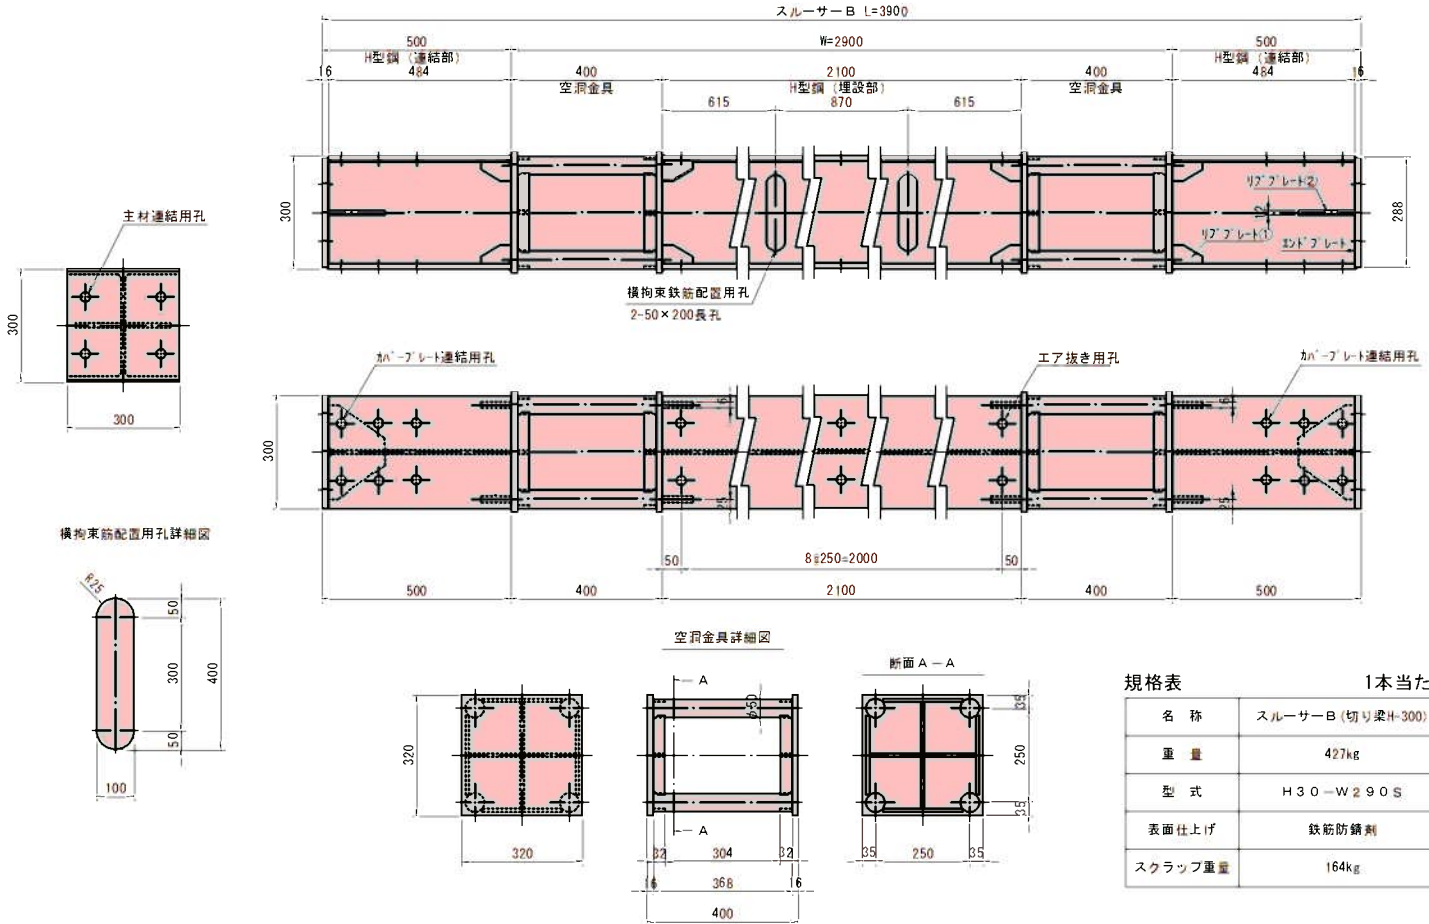 スルーサーB L=3900
500 W=2900 500
H型鋼(連結部) H型鋼(連結部)
16 484 400 2100 400 484 16
空洞金具 H型鋼(埋設部) 空洞金具
615 870 615
300
リブプレート(2)
12
リブプレート①
エンドプレート
288
主材連結用孔
300
300
横拘束鉄筋配置用孔
2-50×200長孔
カバープレート連結用孔 エア抜き用孔 カバープレート連結用孔
300
16 16
25 25
50 50
500 400 2100 400 500
横拘束筋配置用孔詳細図
R25
50
300
50
400
100
空洞金具詳細図
断面A-A
A
320
320
φ50
A
32 304 32
16 368 16
400
35
250
35
35 250 35
規格表 1本当た
名 称 スルーサーB(切り梁H-300)
重 量 427kg
型 式 H30-W290S
表面仕上げ 鉄筋防錆剤
スクラップ重量 164kg